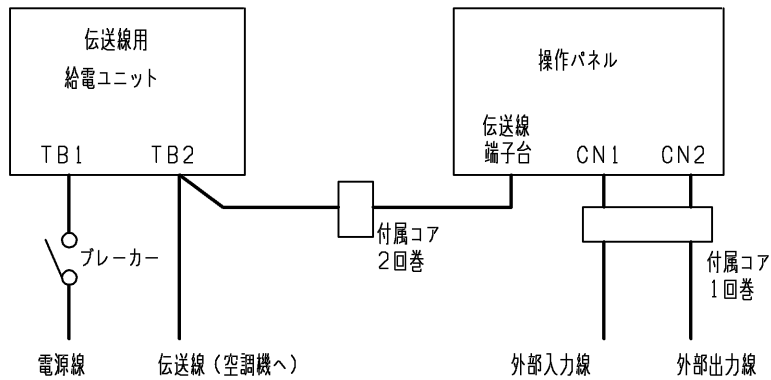 伝送線用
給電ユニット
TB1
TB2
操作パネル
伝送線
端子台
CN1
CN2
ブレーカー
付属コア
2回巻
付属コア
1回巻
電源線
伝送線(空調機へ)
外部入力線
外部出力線